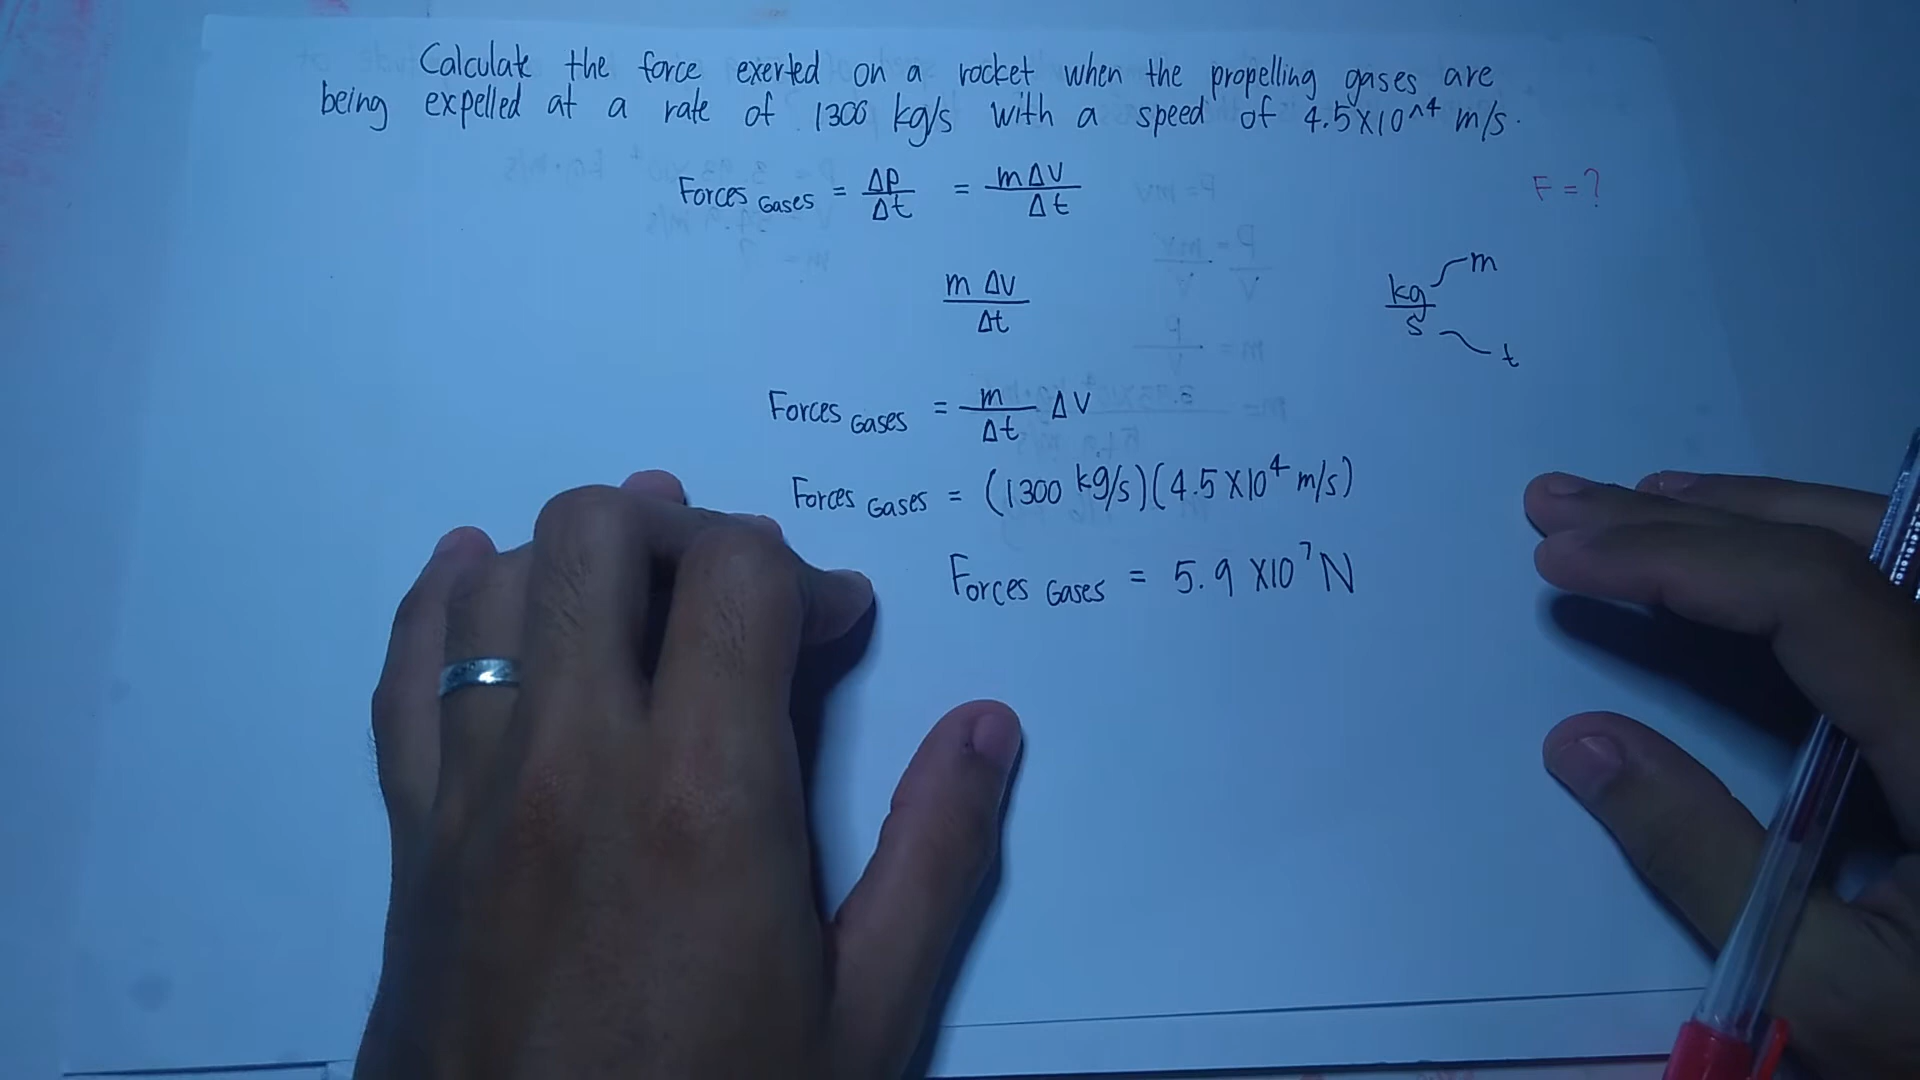 Calculate the force exerted on a rocket when the propelling gases are
being expelled at a rate of 1300 kg/s with a speed of 4.5X10^4 m/s.
Forces Gases = ΔP/Δt = mΔV/Δt
F = ?
m ΔV/Δt
kg/s m t
Forces Gases = m/Δt ΔV
Forces Gases = (1300 kg/s)(4.5X10⁴ m/s)
Forces Gases = 5.9 X10⁷ N